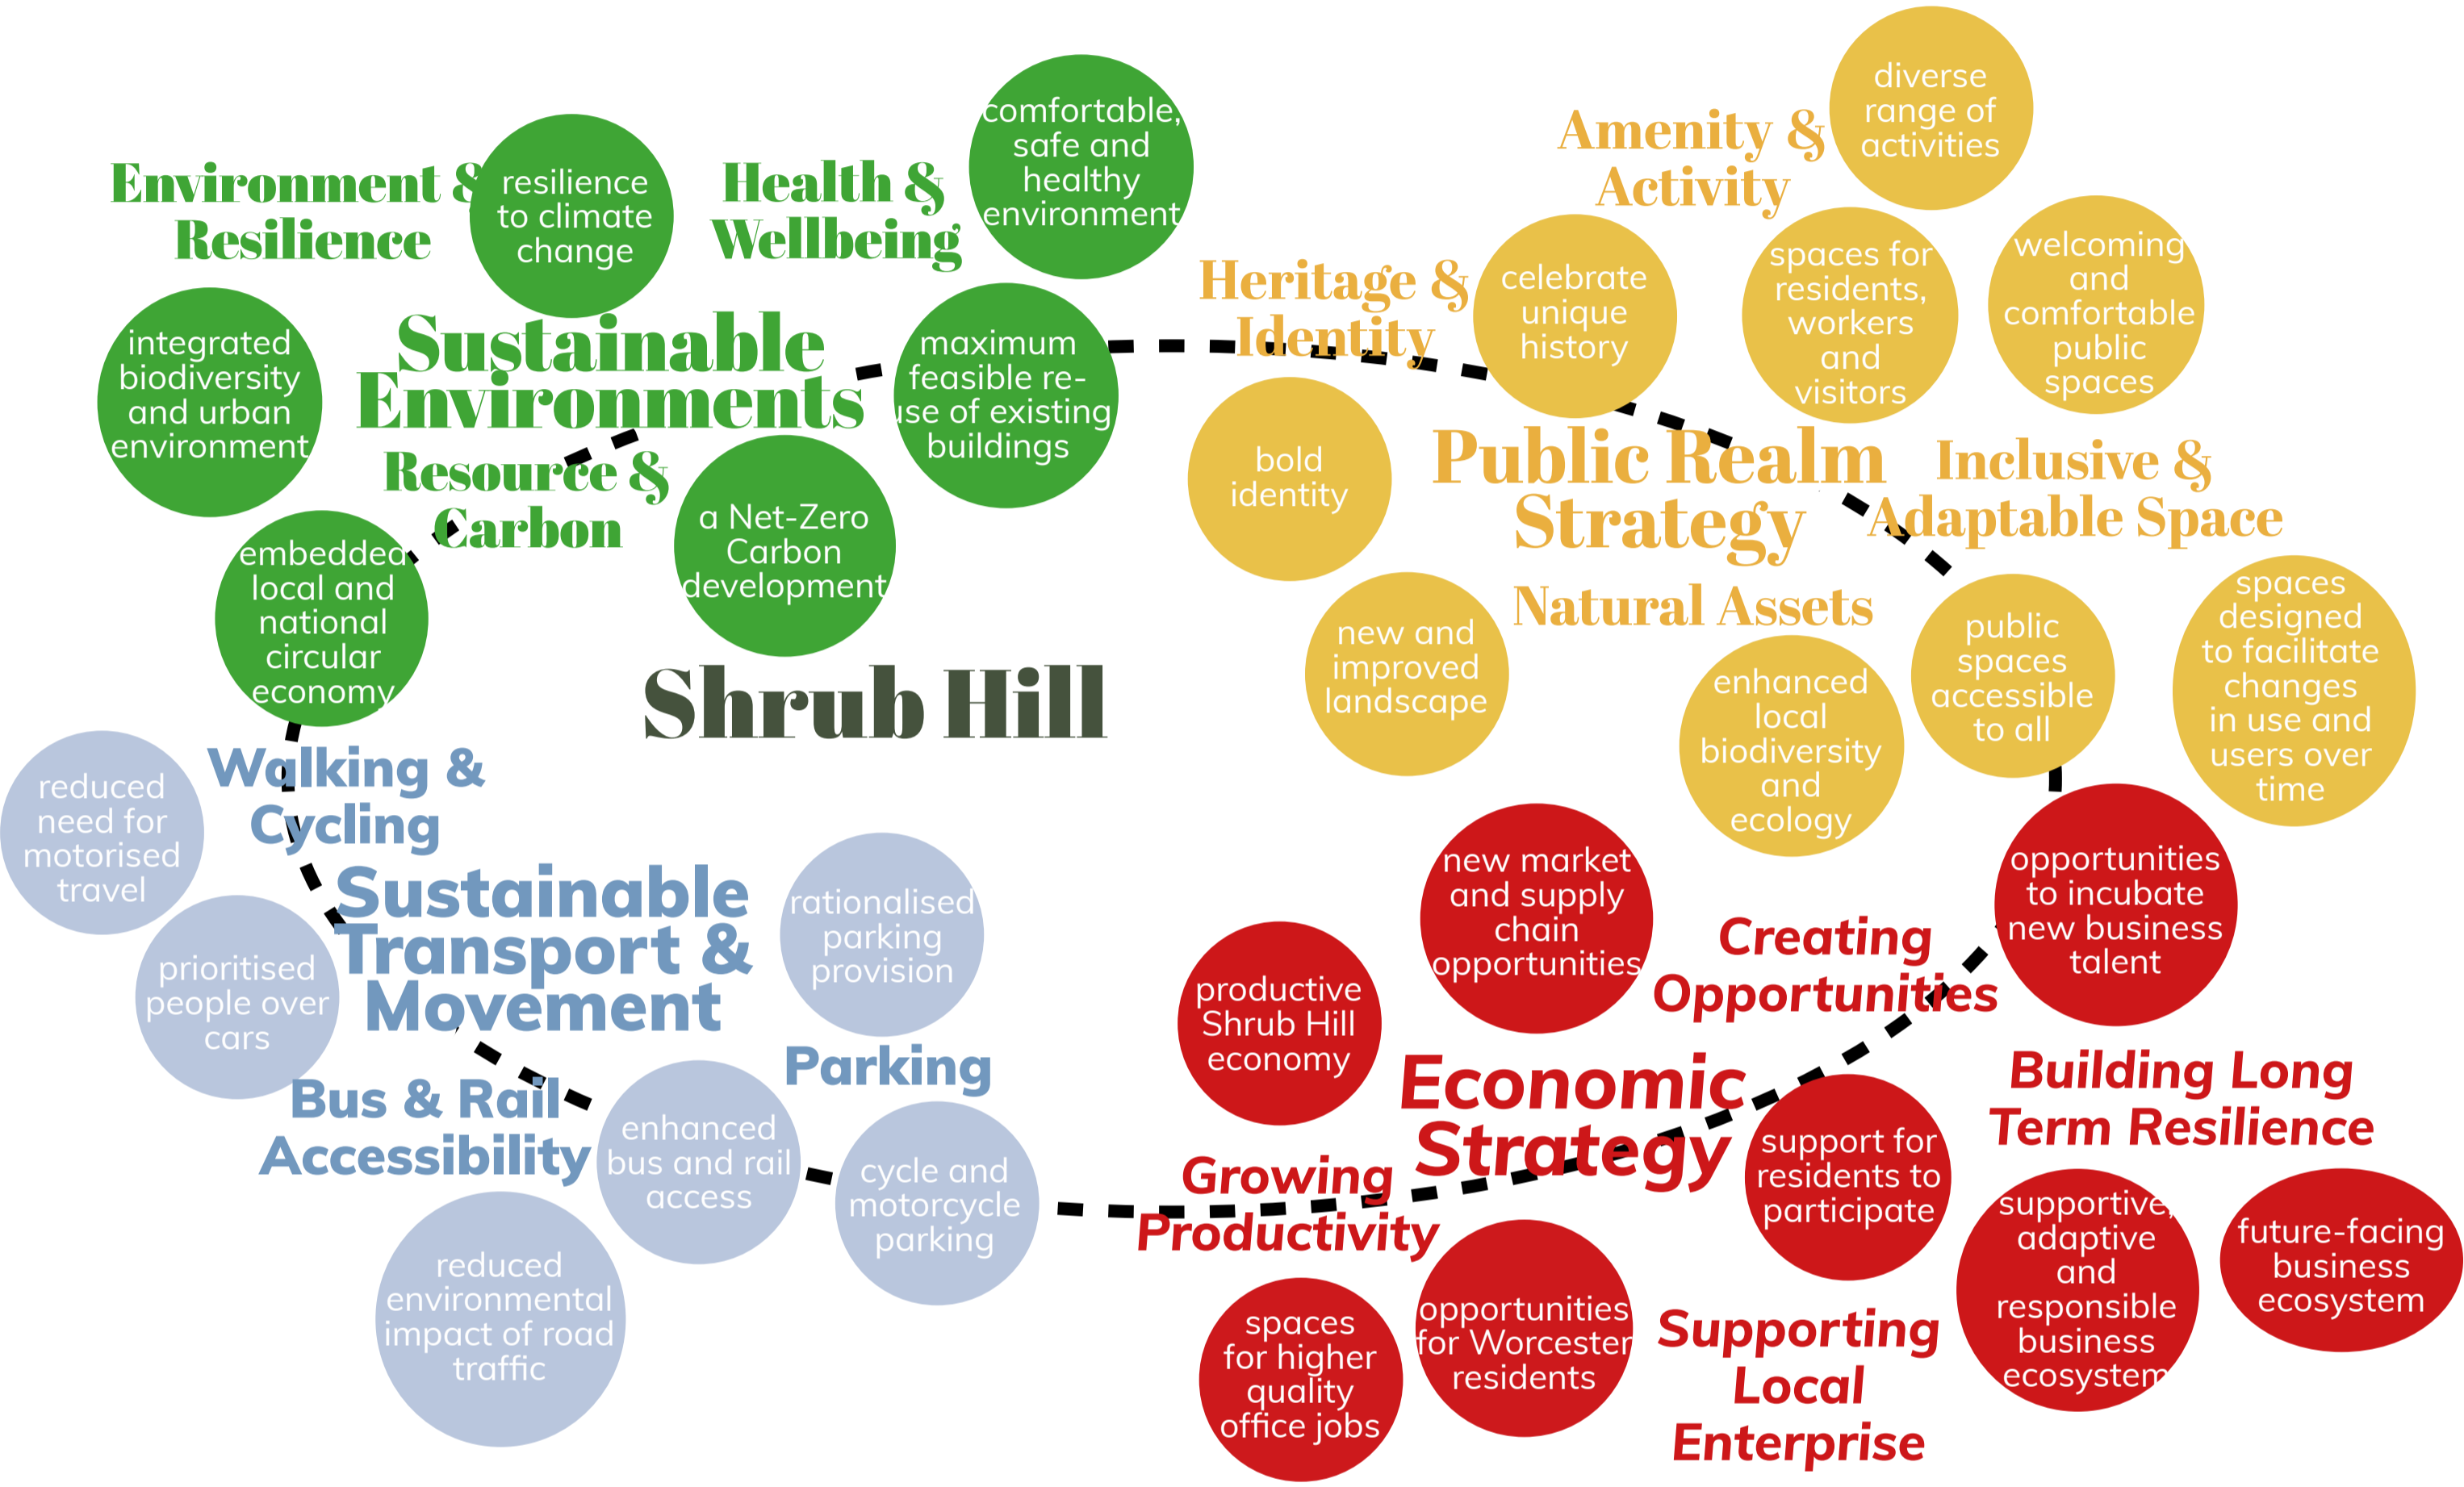 Environment &
Resilience
resilience
to climate
change
integrated
biodiversity
and urban
environment
Health &
Wellbeing
comfortable,
safe and
healthy
environment
Sustainable
Environments
maximum
feasible re-
use of existing
buildings
Resource &
Carbon
a Net-Zero
Carbon
development
embedded
local and
national
circular
economy
Shrub Hill
Amenity &
Activity
diverse
range of
activities
spaces for
residents,
workers
and
visitors
welcoming
and
comfortable
public
spaces
Heritage &
Identity
celebrate
unique
history
bold
identity
Public Realm
Strategy
Inclusive &
Adaptable Space
Natural Assets
new and
improved
landscape
enhanced
local
biodiversity
and
ecology
public
spaces
accessible
to all
spaces
designed
to facilitate
changes
in use and
users over
time
Walking &
Cycling
reduced
need for
motorised
travel
prioritised
people over
cars
Sustainable
Transport &
Movement
rationalised
parking
provision
Parking
Bus & Rail
Accessibility
enhanced
bus and rail
access
cycle and
motorcycle
parking
reduced
environmental
impact of road
traffic
new market
and supply
chain
opportunities
productive
Shrub Hill
economy
Creating
Opportunities
opportunities
to incubate
new business
talent
Economic
Strategy
Growing
Productivity
support for
residents to
participate
Building Long
Term Resilience
spaces
for higher
quality
office jobs
opportunities
for Worcester
residents
Supporting
Local
Enterprise
supportive,
adaptive
and
responsible
business
ecosystem
future-facing
business
ecosystem